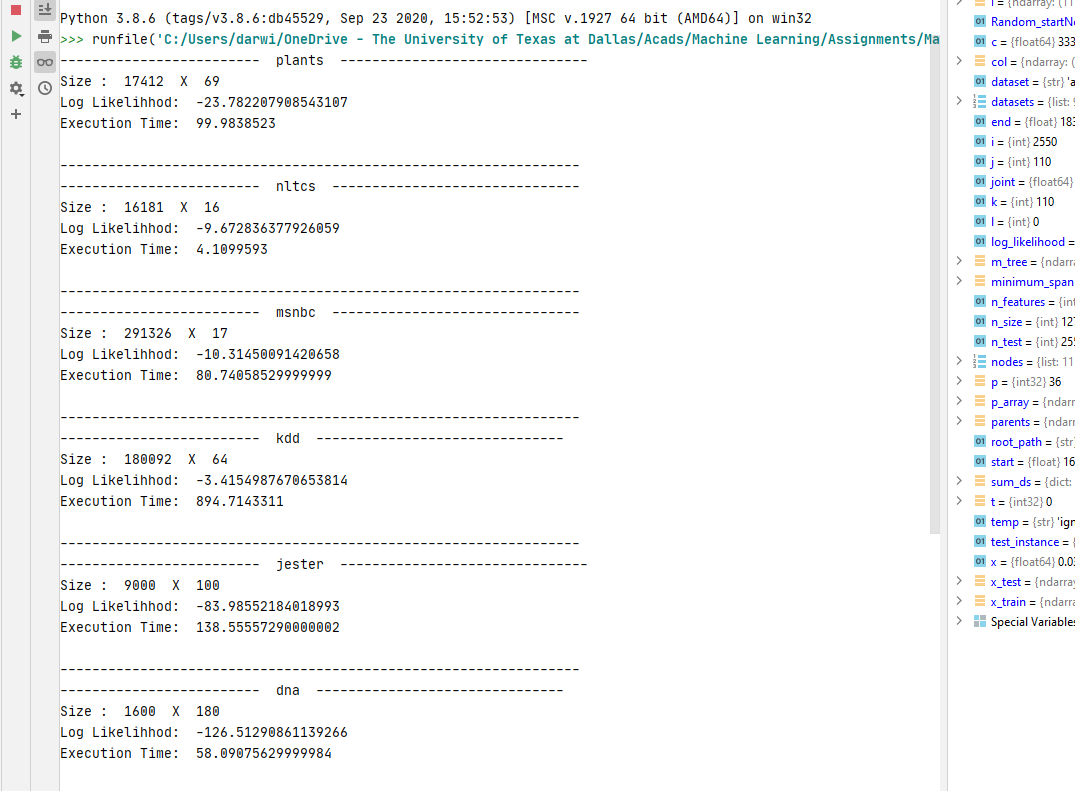 Python 3.8.6 (tags/v3.8.6:db45529, Sep 23 2020, 15:52:53) [MSC v.1927 64 bit (AMD64)] on win32
>>> runfile('C:/Users/darwi/OneDrive - The University of Texas at Dallas/Acads/Machine Learning/Assignments/Ma
------------------------- plants -------------------------------
Size : 17412 X 69
Log Likelihhod: -23.782207908543107
Execution Time: 99.9838523
-----------------------------------------------------------------
------------------------- nltcs -------------------------------
Size : 16181 X 16
Log Likelihhod: -9.672836377926059
Execution Time: 4.1099593
-----------------------------------------------------------------
------------------------- msnbc -------------------------------
Size : 291326 X 17
Log Likelihhod: -10.31450091420658
Execution Time: 80.74058529999999
-----------------------------------------------------------------
------------------------- kdd -------------------------------
Size : 180092 X 64
Log Likelihhod: -3.4154987670653814
Execution Time: 894.7143311
-----------------------------------------------------------------
------------------------- jester -------------------------------
Size : 9000 X 100
Log Likelihhod: -83.98552184018993
Execution Time: 138.55557290000002
-----------------------------------------------------------------
------------------------- dna -------------------------------
Size : 1600 X 180
Log Likelihhod: -126.51290861139266
Execution Time: 58.09075629999984
Random_startNo
c = {float64} 333
col = {ndarray: (
dataset = {str} 'a
datasets = {list: 9
end = {float} 183
i = {int} 2550
j = {int} 110
joint = {float64}
k = {int} 110
l = {int} 0
log_likelihood =
m_tree = {ndarra
minimum_span
n_features = {int
n_size = {int} 127
n_test = {int} 255
nodes = {list: 11
p = {int32} 36
p_array = {ndarr
parents = {ndarr
root_path = {str}
start = {float} 16
sum_ds = {dict:
t = {int32} 0
temp = {str} 'ign
test_instance = {
x = {float64} 0.03
x_test = {ndarray
x_train = {ndarra
Special Variables